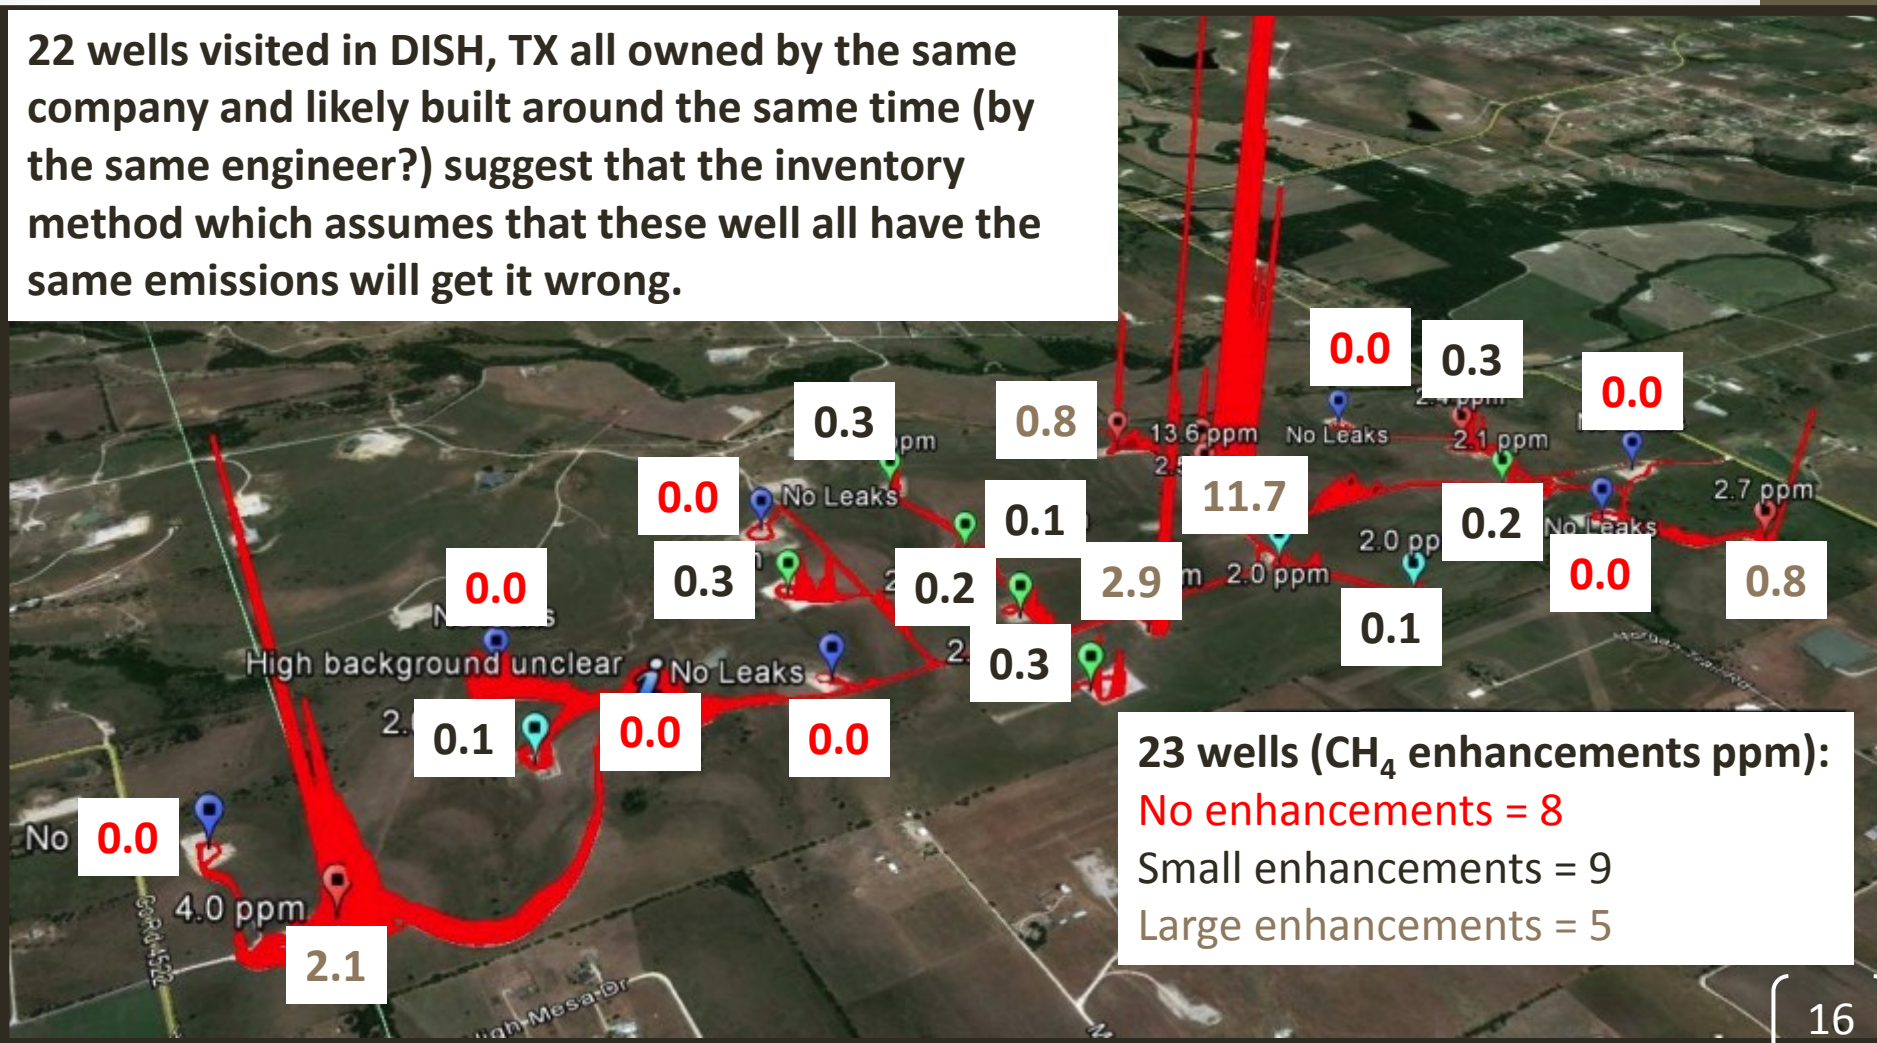 22 wells visited in DISH, TX all owned by the same
company and likely built around the same time (by
the same engineer?) suggest that the inventory
method which assumes that these well all have the
same emissions will get it wrong.
0.0
0.3
0.0
0.3
ppm
0.8
13.6 ppm
No Leaks
2.1 ppm
0.0
No Leaks
0.1
11.7
0.2
No Leaks
2.7 ppm
0.0
0.3
0.2
2.9
2.0 ppm
2.0
0.0
0.8
0.1
High background unclear
No Leaks
0.3
0.1
0.0
0.0
No
0.0
4.0 ppm
2.1
High Mesa Dr
23 wells (CH₄ enhancements ppm):
No enhancements = 8
Small enhancements = 9
Large enhancements = 5
16